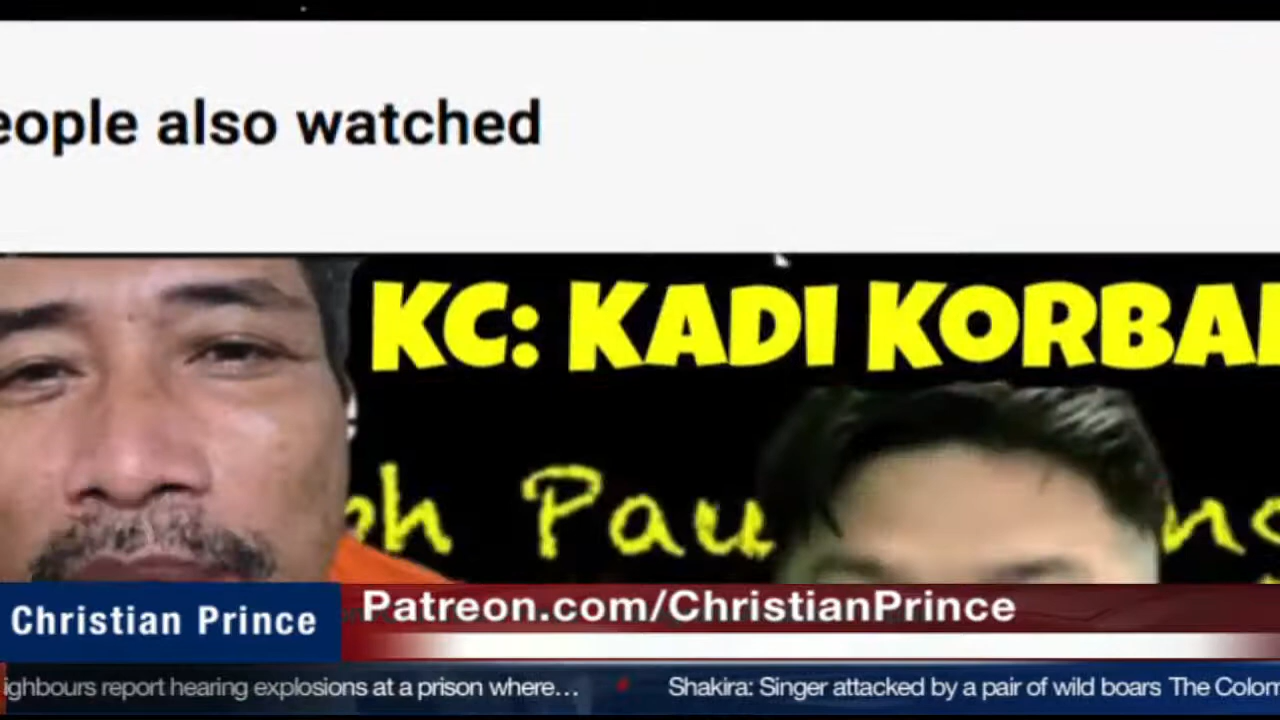 eople also watched
KC: KADI KORBA
ph Pau
Christian Prince
Patreon.com/ChristianPrince
ighbours report hearing explosions at a prison where... Shakira: Singer attacked by a pair of wild boars The Colom